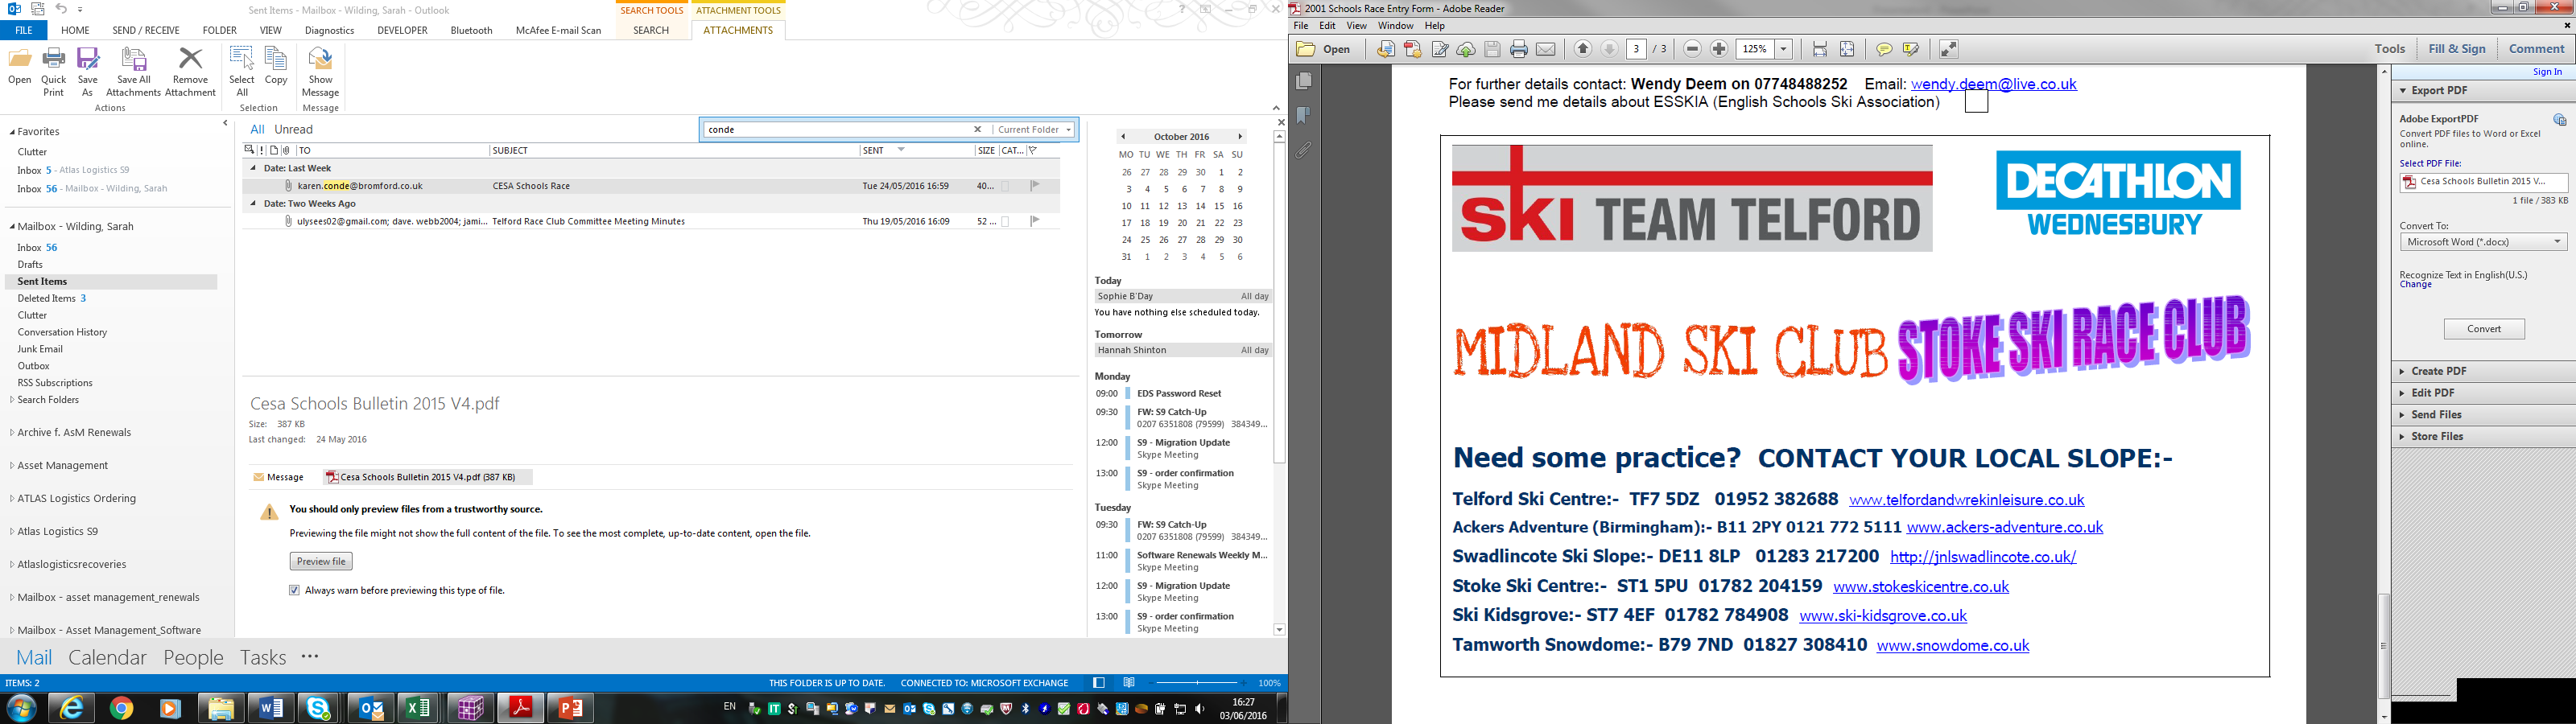 Sent Items - Mailbox - Wilding, Sarah - Outlook
SEARCH TOOLS ATTACHMENT TOOLS
FILE HOME SEND / RECEIVE FOLDER VIEW Diagnostics DEVELOPER Bluetooth McAfee E-mail Scan SEARCH ATTACHMENTS
Open Quick Print Save As Save All Attachments Remove Attachment Select All Copy Show Message
Actions Selection Message
Favorites
Clutter
Inbox 5 - Atlas Logistics S9
Inbox 56 - Mailbox - Wilding, Sarah
Mailbox - Wilding, Sarah
Inbox 56
Drafts
Sent Items
Deleted Items 3
Clutter
Conversation History
Junk Email
Outbox
RSS Subscriptions
Search Folders
Archive f. AsM Renewals
Asset Management
ATLAS Logistics Ordering
Atlas Logistics S9
Atlaslogisticsrecoveries
Mailbox - asset management_renewals
Mailbox - Asset Management_Software
Mail Calendar People Tasks
ITEMS: 2
All Unread
conde Current Folder
TO SUBJECT SENT SIZE CAT...
Date: Last Week
karen.conde@bromford.co.uk CESA Schools Race Tue 24/05/2016 16:59 40...
Date: Two Weeks Ago
ulysees02@gmail.com; dave. webb2004; jami... Telford Race Club Committee Meeting Minutes Thu 19/05/2016 16:09 52 ...
Cesa Schools Bulletin 2015 V4.pdf
Size: 387 KB
Last changed: 24 May 2016
Message Cesa Schools Bulletin 2015 V4.pdf (387 KB)
You should only preview files from a trustworthy source.
Previewing the file might not show the full content of the file. To see the most complete, up-to-date content, open the file.
Preview file
Always warn before previewing this type of file.
October 2016
MO TU WE TH FR SA SU
26 27 28 29 30 1 2
3 4 5 6 7 8 9
10 11 12 13 14 15 16
17 18 19 20 21 22 23
24 25 26 27 28 29 30
31 1 2 3 4 5 6
Today
Sophie B'Day All day
You have nothing else scheduled today.
Tomorrow
Hannah Shinton All day
Monday
09:00 EDS Password Reset
09:30 FW: S9 Catch-Up
0207 6351808 (79599) 384349...
12:00 S9 - Migration Update
Skype Meeting
13:00 S9 - order confirmation
Skype Meeting
Tuesday
09:30 FW: S9 Catch-Up
0207 6351808 (79599) 384349...
11:00 Software Renewals Weekly M...
Skype Meeting
12:00 S9 - Migration Update
Skype Meeting
13:00 S9 - order confirmation
Skype Meeting
THIS FOLDER IS UP TO DATE. CONNECTED TO: MICROSOFT EXCHANGE 100%
EN 16:27
03/06/2016
2001 Schools Race Entry Form - Adobe Reader
File Edit View Window Help
Open 3 / 3 125% Tools Fill & Sign Comment
For further details contact: Wendy Deem on 07748488252 Email: wendy.deem@live.co.uk
Please send me details about ESSKIA (English Schools Ski Association)
SKI TEAM TELFORD
DECATHLON
WEDNESBURY
MIDLAND SKI CLUB STOKE SKI RACE CLUB
Need some practice? CONTACT YOUR LOCAL SLOPE:-
Telford Ski Centre:- TF7 5DZ 01952 382688 www.telfordandwrekinleisure.co.uk
Ackers Adventure (Birmingham):- B11 2PY 0121 772 5111 www.ackers-adventure.co.uk
Swadlincote Ski Slope:- DE11 8LP 01283 217200 http://jnlswadlincote.co.uk/
Stoke Ski Centre:- ST1 5PU 01782 204159 www.stokeskicentre.co.uk
Ski Kidsgrove:- ST7 4EF 01782 784908 www.ski-kidsgrove.co.uk
Tamworth Snowdome:- B79 7ND 01827 308410 www.snowdome.co.uk
Sign In
Export PDF
Adobe ExportPDF
Convert PDF files to Word or Excel
online.
Select PDF File:
Cesa Schools Bulletin 2015 V...
1 file / 383 KB
Convert To:
Microsoft Word (*.docx)
Recognize Text in English(U.S.)
Change
Convert
Create PDF
Edit PDF
Send Files
Store Files